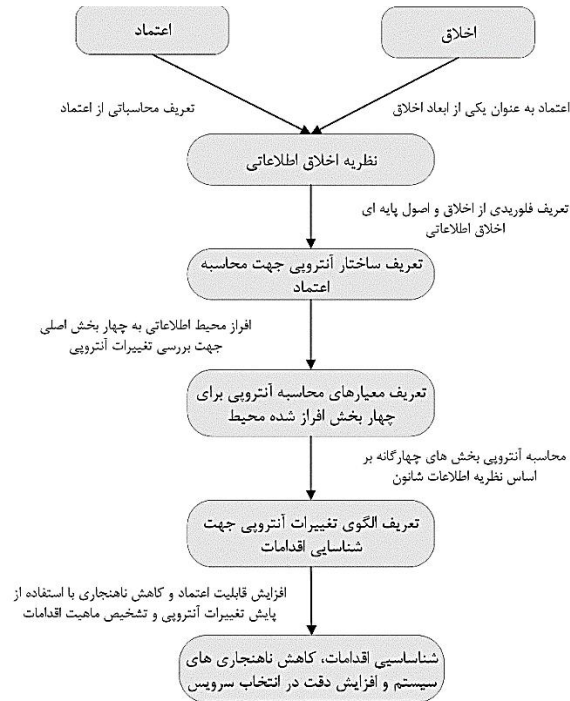 اخلاق
اعتماد
اعتماد به عنوان یکی از ابعاد اخلاق
تعریف محاسباتی از اعتماد
نظریه اخلاق اطلاعاتی
تعریف فلوریدی از اخلاق و اصول پایه ای
اخلاق اطلاعاتی
تعریف ساختار آنتروپی جهت محاسبه
اعتماد
افراز محیط اطلاعاتی به چهار بخش اصلی
جهت بررسی تغییرات آنتروپی
تعریف معیارهای محاسبه آنتروپی برای
چهار بخش افراز شده محیط
محاسبه آنتروپی بخش های چهارگانه بر
اساس نظریه اطلاعات شانون
تعریف الگوی تغییرات آنتروپی جهت
شناسایی اقدامات
افزایش قابلیت اعتماد و کاهش ناهنجاری با استفاده از
پایش تغییرات آنتروپی و تشخیص ماهیت اقدامات
شناساسیی اقدامات، کاهش ناهنجاری های
سیستم و افزایش دقت در انتخاب سرویس